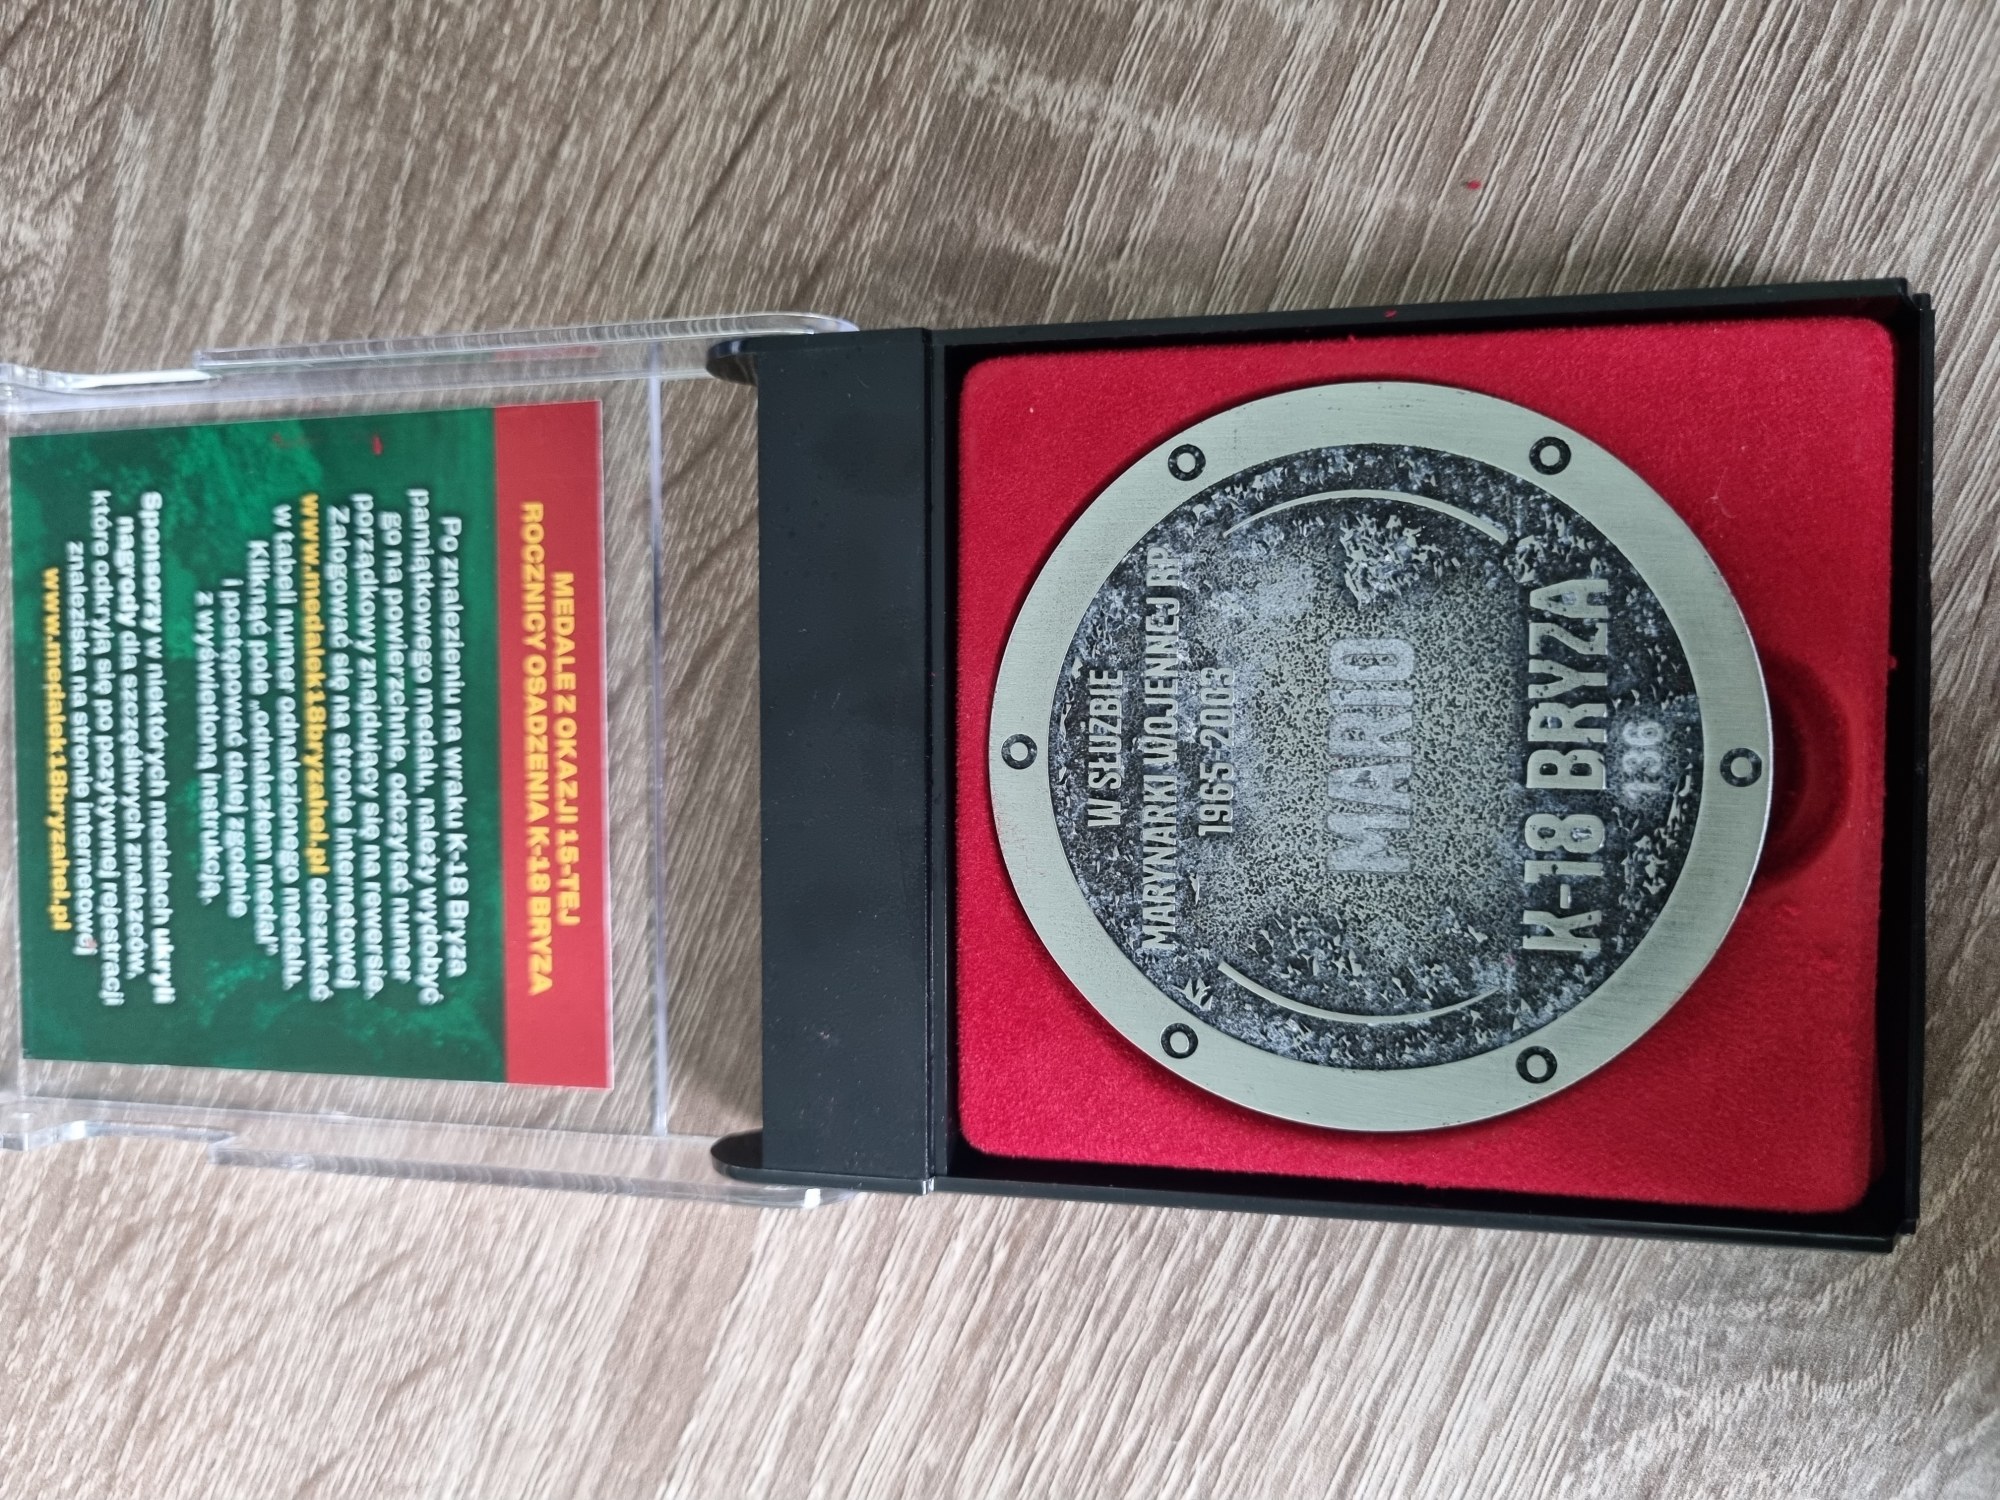 MEDALE Z OKAZJI 15-TEJ
ROCZNICY OSADZENIA K-18 BRYZA
Po znalezieniu na wraku K-18 Bryza
pamiątkowego medalu, należy wydobyć
go na powierzchnie, odczytać numer
porządkowy znajdujący się na rewersie.
Zalogować się na stronie internetowej
www.medalek18bryzahel.pl odszukać
w tabeli numer odnalezionego medalu.
Kliknąć pole „odnalazłem medal"
i postępować dalej zgodnie
z wyświetloną instrukcją.
Sponsorzy w niektórych medalach ukryli
nagrody dla szczęśliwych znalazców,
które odkryją się po pozytywnej rejestracji
znaleziska na stronie internetowej
www.medalek18bryzahel.pl
W SŁUŻBIE
MARYNARKI WOJENNEJ RP
1965-2003
MARIO
K-18 BRYZA
136